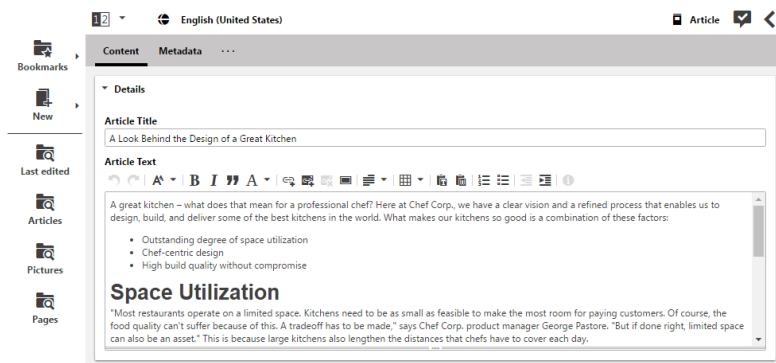 12
English (United States)
Article
Content Metadata ...
Bookmarks
New
Last edited
Articles
Pictures
Pages
Details
Article Title
A Look Behind the Design of a Great Kitchen
Article Text
A great kitchen – what does that mean for a professional chef? Here at Chef Corp., we have a clear vision and a refined process that enables us to
design, build, and deliver some of the best kitchens in the world. What makes our kitchens so good is a combination of these factors:
• Outstanding degree of space utilization
• Chef-centric design
• High build quality without compromise
Space Utilization
"Most restaurants operate on a limited space. Kitchens need to be as small as feasible to make the most room for paying customers. Of course, the
food quality can't suffer because of this. A tradeoff has to be made," says Chef Corp. product manager George Pastore. "But if done right, limited space
can also be an asset." This is because large kitchens also lengthen the distances that chefs have to cover each day.